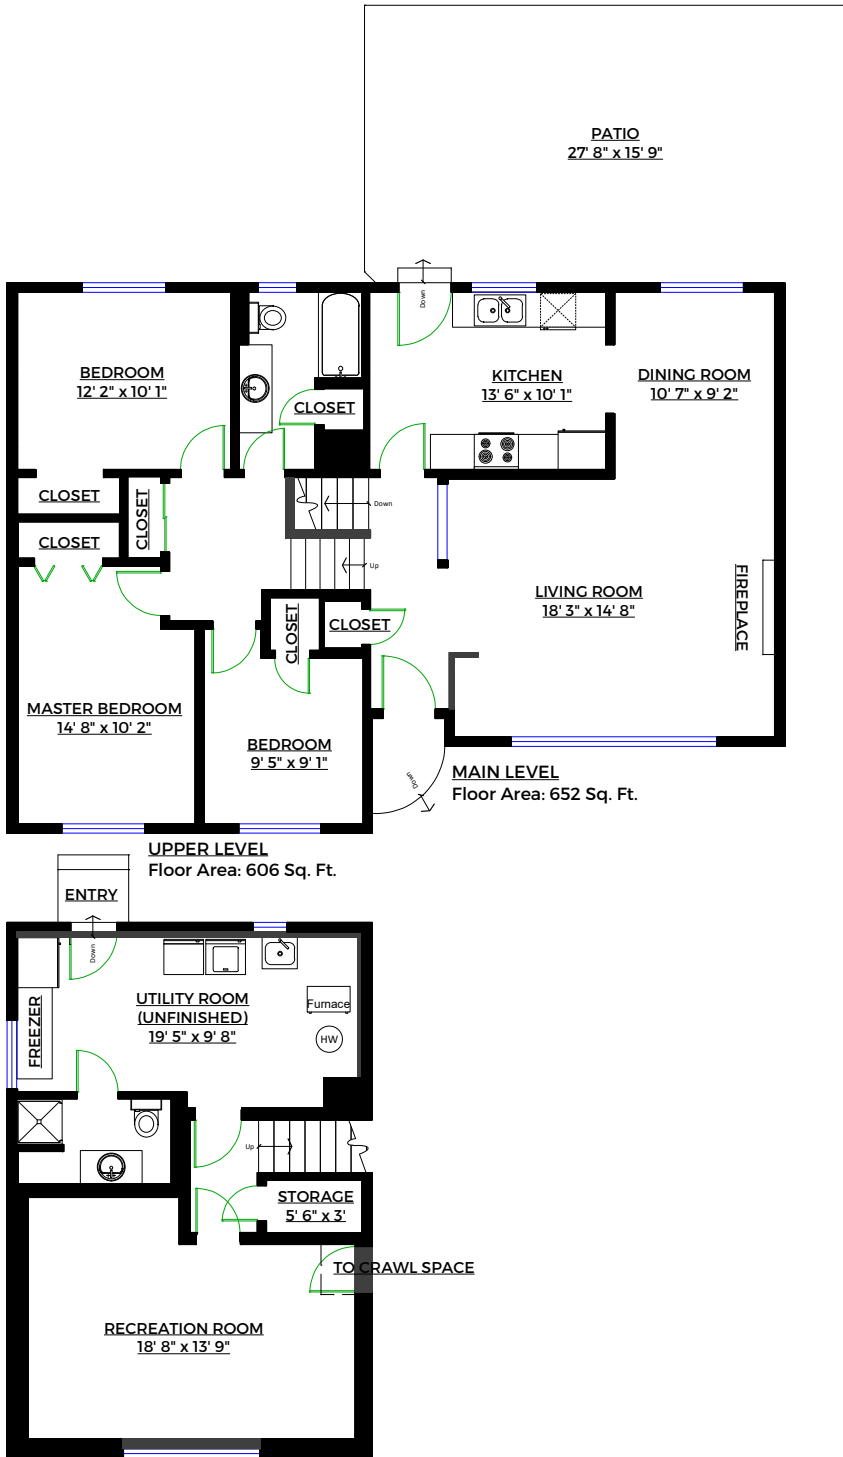 PATIO
27' 8" x 15' 9"
Down
BEDROOM
12' 2" x 10' 1"
CLOSET
KITCHEN
13' 6" x 10' 1"
DINING ROOM
10' 7" x 9' 2"
CLOSET
CLOSET
CLOSET
Down
Up
CLOSET
CLOSET
LIVING ROOM
18' 3" x 14' 8"
FIREPLACE
MASTER BEDROOM
14' 8" x 10' 2"
BEDROOM
9' 5" x 9' 1"
Down
MAIN LEVEL
Floor Area: 652 Sq. Ft.
UPPER LEVEL
Floor Area: 606 Sq. Ft.
ENTRY
Down
FREEZER
UTILITY ROOM
(UNFINISHED)
19' 5" x 9' 8"
Furnace
HW
Up
STORAGE
5' 6" x 3'
TO CRAWL SPACE
RECREATION ROOM
18' 8" x 13' 9"